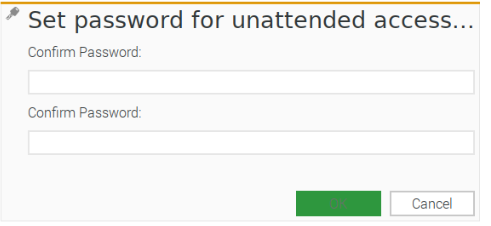 Set password for unattended access...
Confirm Password:
Confirm Password:
Cancel